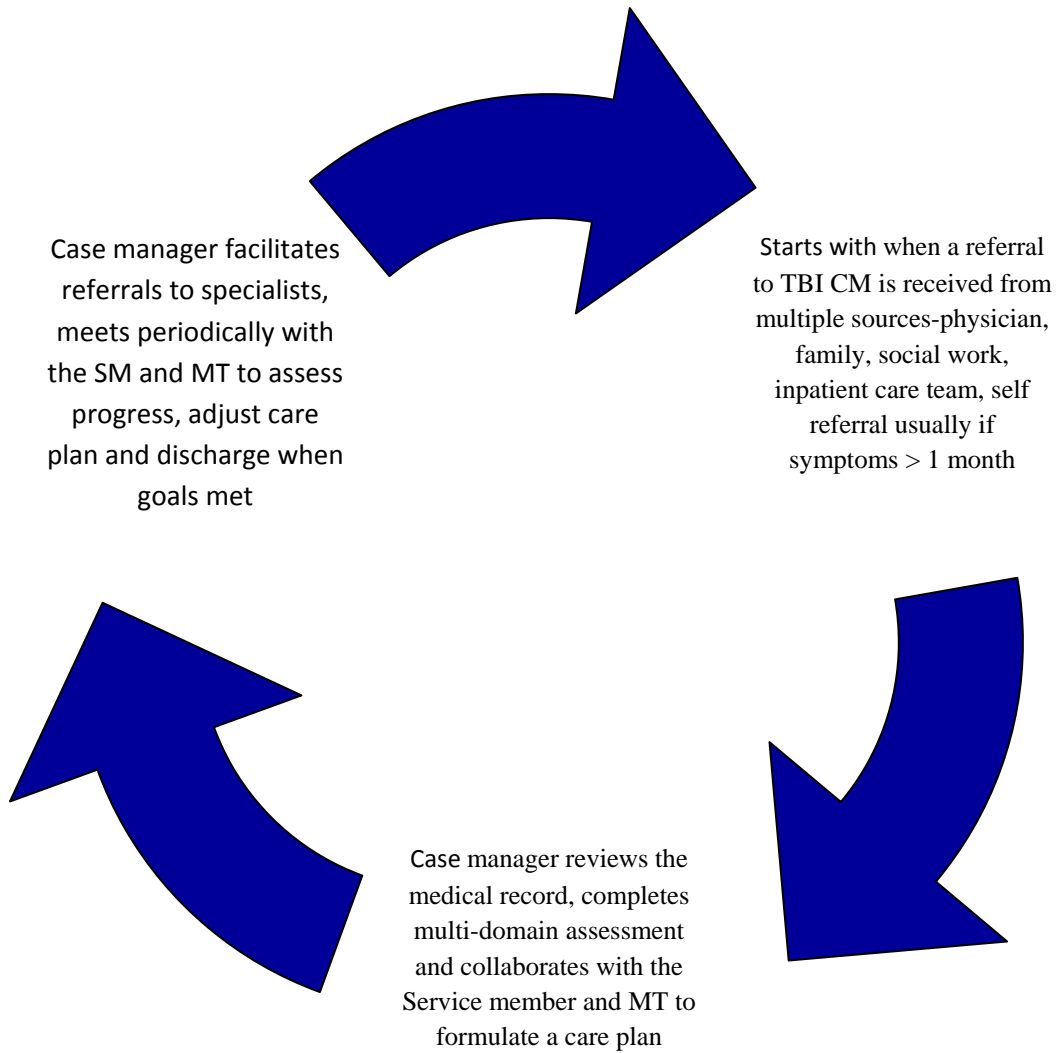 Case manager facilitates
referrals to specialists,
meets periodically with
the SM and MT to assess
progress, adjust care
plan and discharge when
goals met
Starts with when a referral
to TBI CM is received from
multiple sources-physician,
family, social work,
inpatient care team, self
referral usually if
symptoms > 1 month
Case manager reviews the
medical record, completes
multi-domain assessment
and collaborates with the
Service member and MT to
formulate a care plan